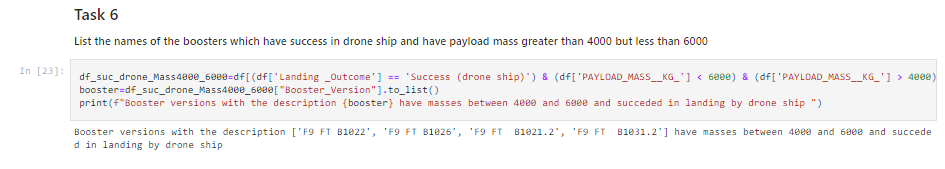 Task 6
List the names of the boosters which have success in drone ship and have payload mass greater than 4000 but less than 6000
In [23]:
df_suc_drone_Mass4000_6000=df[(df['Landing _Outcome'] == 'Success (drone ship)') & (df['PAYLOAD_MASS__KG_'] < 6000) & (df['PAYLOAD_MASS__KG_'] > 4000)
booster=df_suc_drone_Mass4000_6000["Booster_Version"].to_list()
print(f"Booster versions with the description {booster} have masses between 4000 and 6000 and succeded in landing by drone ship ")
Booster versions with the description ['F9 FT B1022', 'F9 FT B1026', 'F9 FT  B1021.2', 'F9 FT  B1031.2'] have masses between 4000 and 6000 and succede
d in landing by drone ship